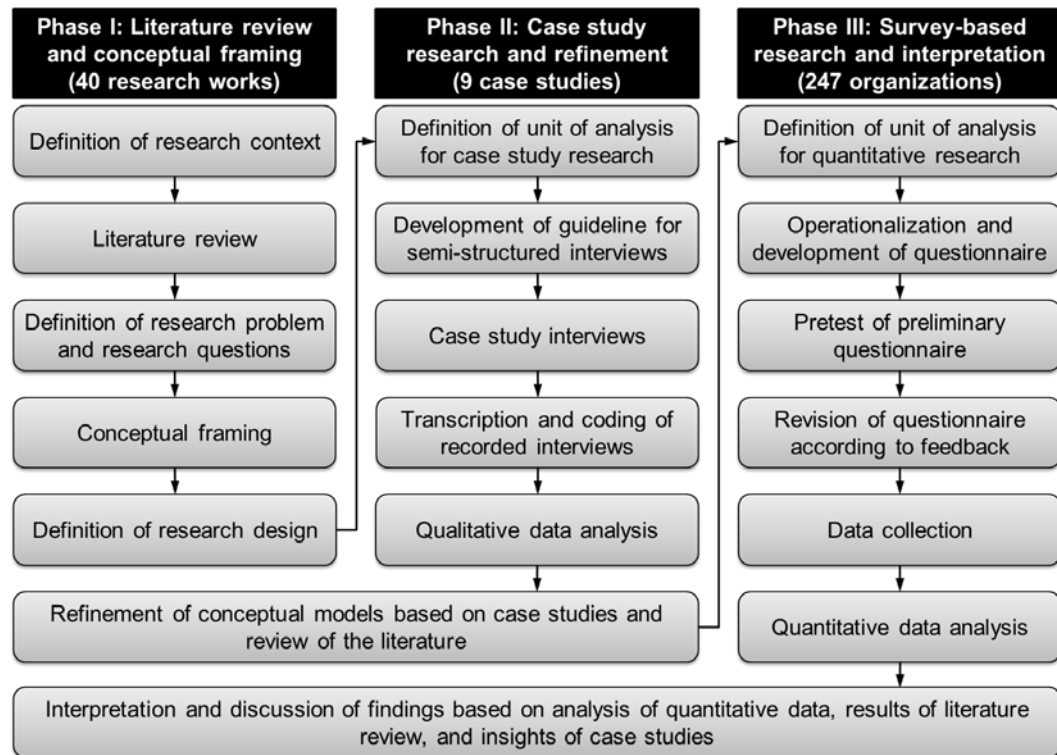 Phase I: Literature review
and conceptual framing
(40 research works)
Definition of research context
Literature review
Definition of research problem
and research questions
Conceptual framing
Definition of research design
Phase II: Case study
research and refinement
(9 case studies)
Definition of unit of analysis
for case study research
Development of guideline for
semi-structured interviews
Case study interviews
Transcription and coding of
recorded interviews
Qualitative data analysis
Refinement of conceptual models based on case studies and
review of the literature
Phase III: Survey-based
research and interpretation
(247 organizations)
Definition of unit of analysis
for quantitative research
Operationalization and
development of questionnaire
Pretest of preliminary
questionnaire
Revision of questionnaire
according to feedback
Data collection
Quantitative data analysis
Interpretation and discussion of findings based on analysis of quantitative data, results of literature
review, and insights of case studies